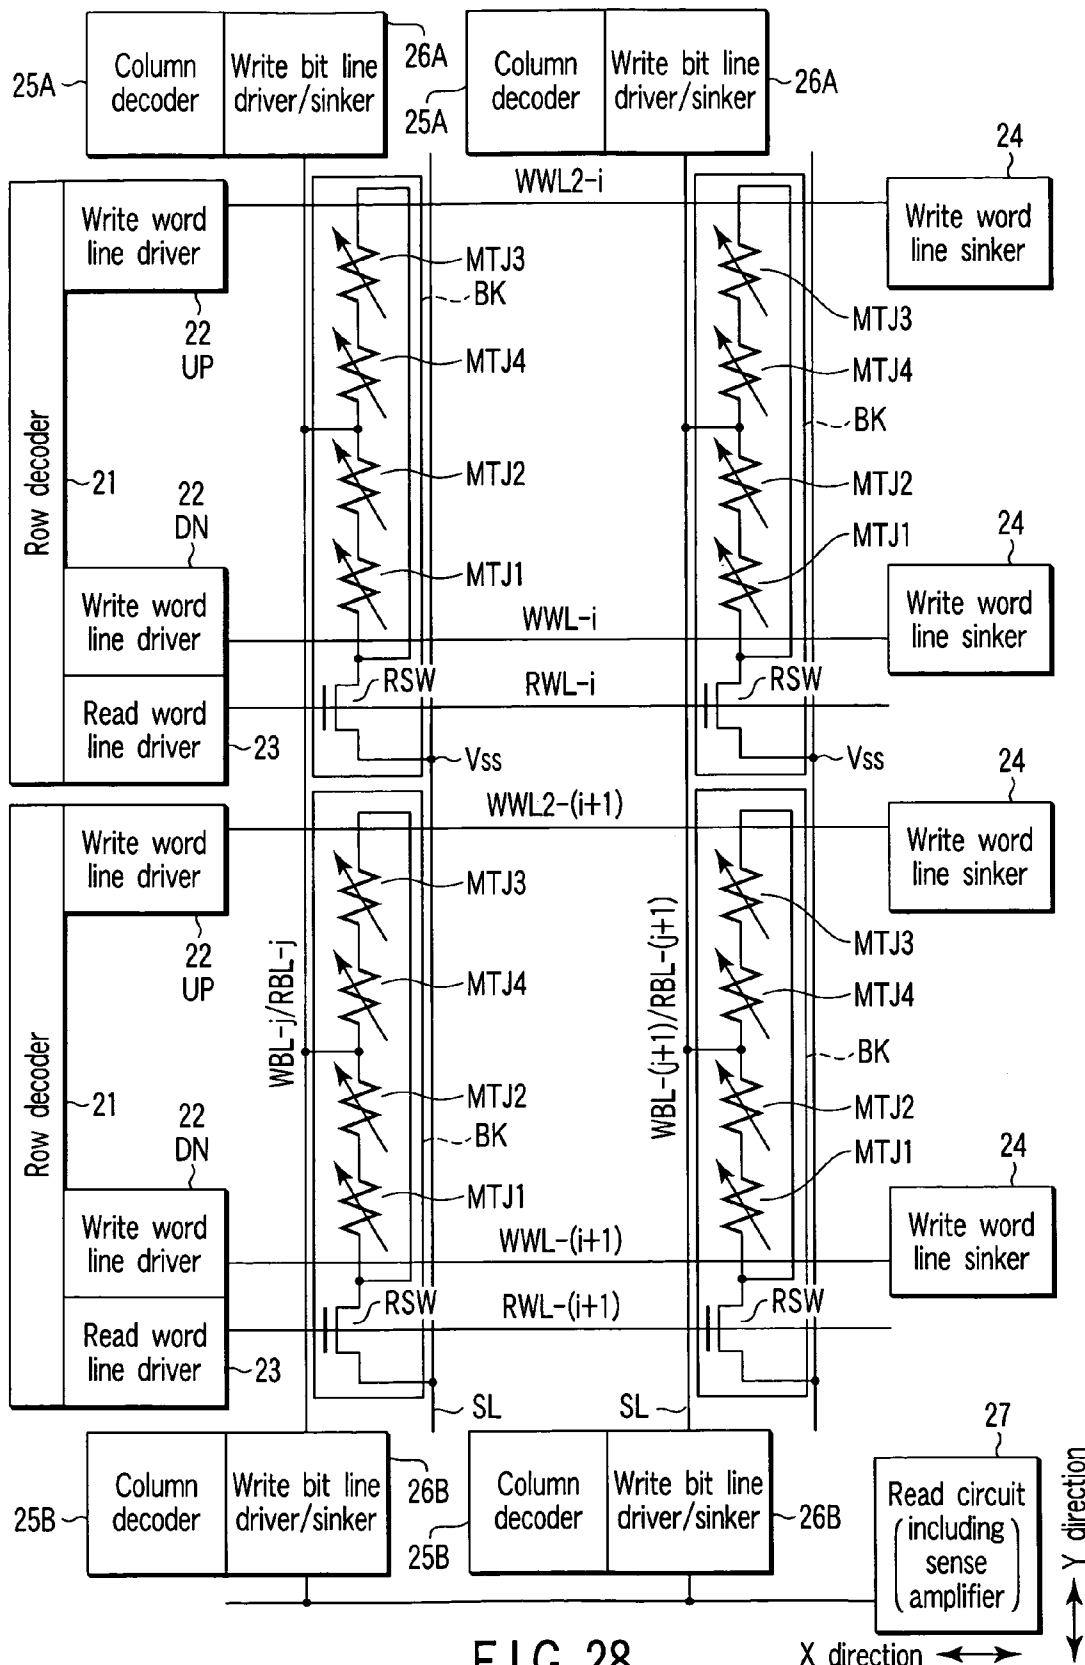 25A
Column
decoder
Write bit line
driver/sinker
26A
25A
Column
decoder
Write bit line
driver/sinker
26A
Row decoder
Write word
line driver
22
UP
WWL2-i
24
Write word
line sinker
MTJ3
BK
MTJ4
MTJ2
MTJ1
MTJ3
MTJ4
BK
MTJ2
MTJ1
21
22
DN
Write word
line driver
WWL-i
24
Write word
line sinker
Read word
line driver
23
RSW
RWL-i
RSW
Vss
Vss
Row decoder
Write word
line driver
22
UP
WWL2-(i+1)
24
Write word
line sinker
WBL-j/RBL-j
MTJ3
MTJ4
MTJ2
BK
MTJ1
WBL-(j+1)/RBL-(j+1)
MTJ3
MTJ4
BK
MTJ2
MTJ1
21
22
DN
Write word
line driver
WWL-(i+1)
24
Write word
line sinker
Read word
line driver
23
RSW
RWL-(i+1)
RSW
SL
SL
25B
Column
decoder
Write bit line
driver/sinker
26B
25B
Column
decoder
Write bit line
driver/sinker
26B
27
Read circuit
(including
sense
amplifier)
Y direction
X direction
FIG. 28